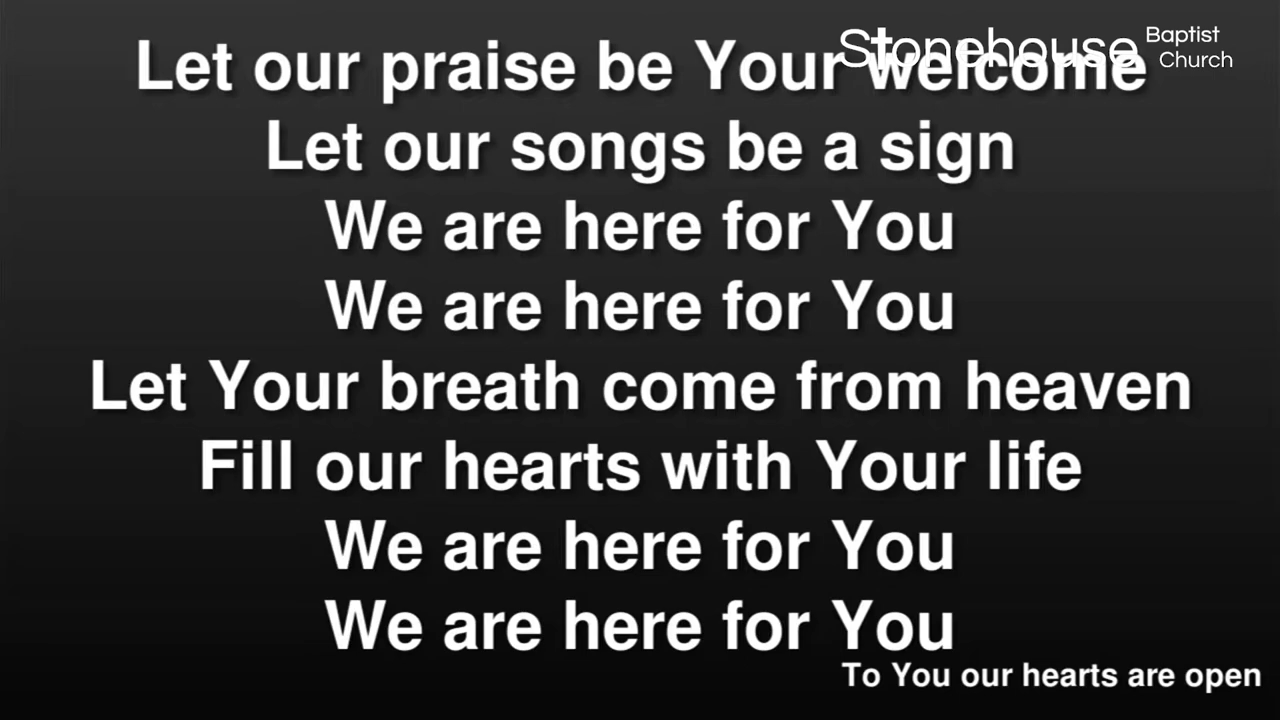 Stonehouse Baptist Church
Let our praise be Your welcome
Let our songs be a sign
We are here for You
We are here for You
Let Your breath come from heaven
Fill our hearts with Your life
We are here for You
We are here for You
To You our hearts are open